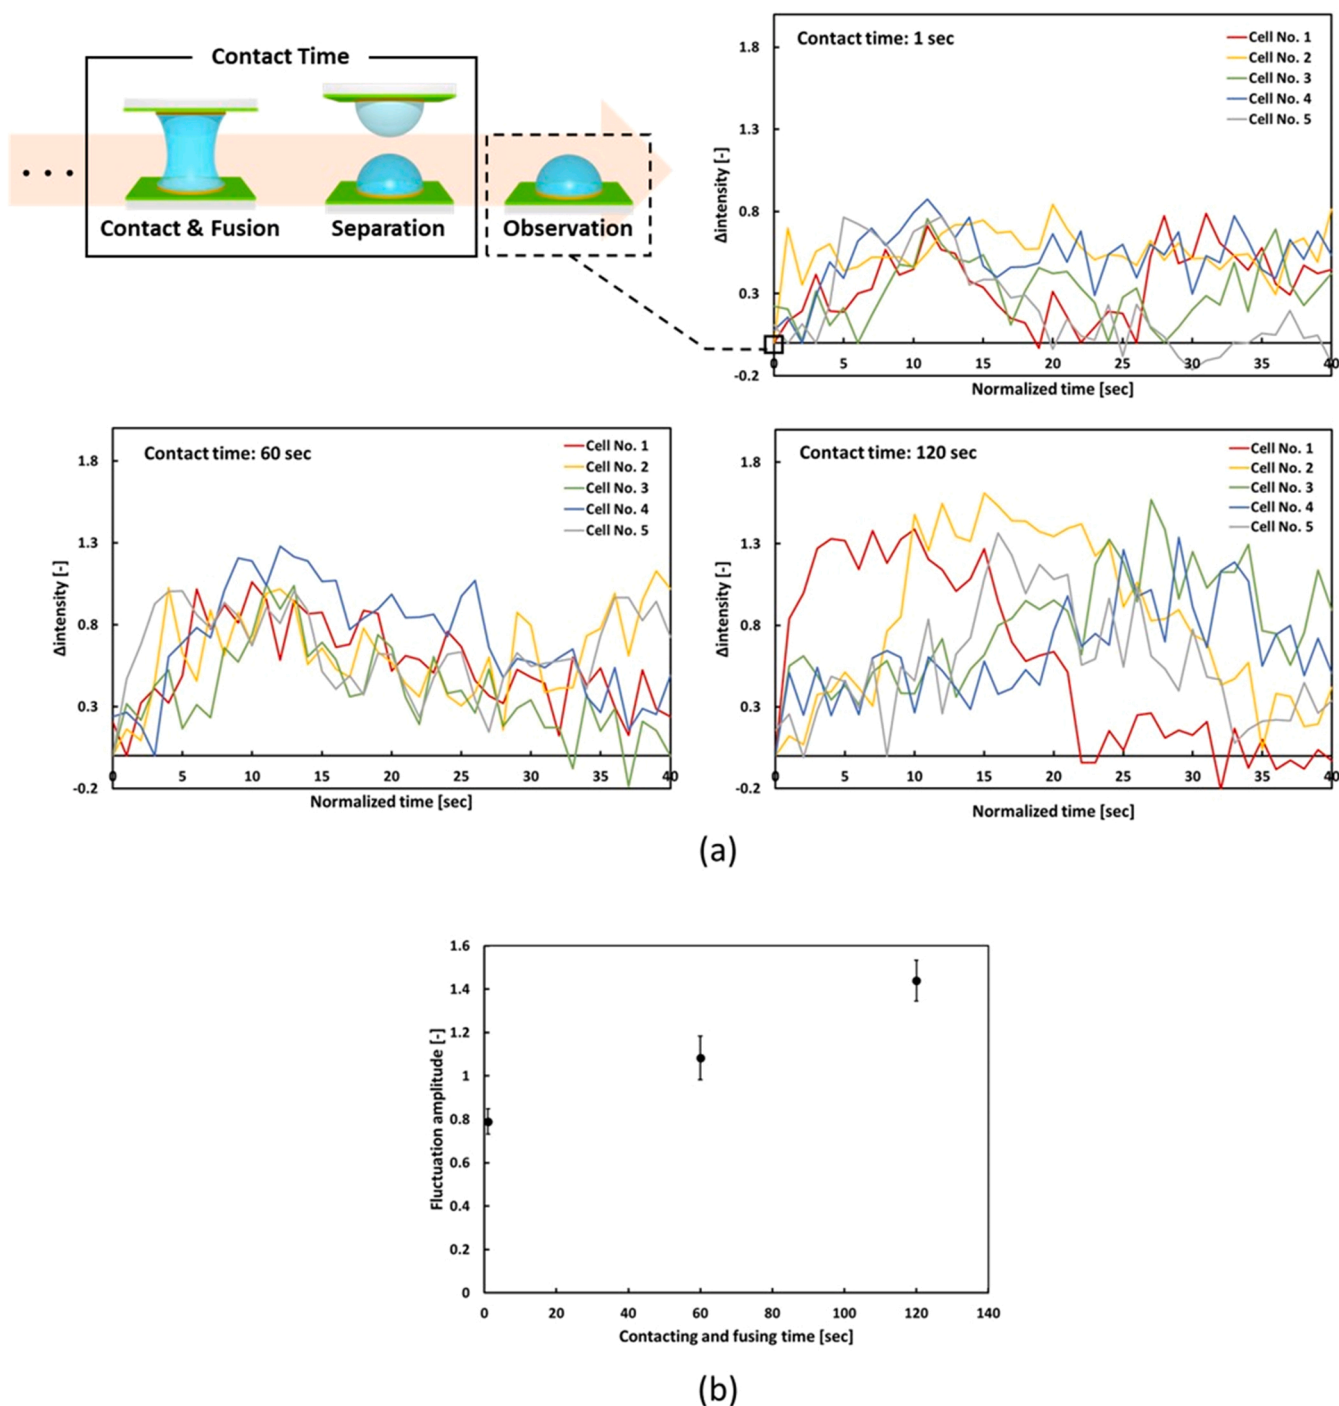 Contact Time
• • •
Contact & Fusion
Separation
Observation
Contact time: 1 sec
Cell No. 1
Cell No. 2
Cell No. 3
Cell No. 4
Cell No. 5
1.8
1.3
0.8
0.3
-0.2
Δintensity [-]
0 5 10 15 20 25 30 35 40
Normalized time [sec]
Contact time: 60 sec
Cell No. 1
Cell No. 2
Cell No. 3
Cell No. 4
Cell No. 5
1.8
1.3
0.8
0.3
-0.2
Δintensity [-]
0 5 10 15 20 25 30 35 40
Normalized time [sec]
Contact time: 120 sec
Cell No. 1
Cell No. 2
Cell No. 3
Cell No. 4
Cell No. 5
1.8
1.3
0.8
0.3
-0.2
Δintensity [-]
0 5 10 15 20 25 30 35 40
Normalized time [sec]
(a)
1.6
1.4
1.2
1
0.8
0.6
0.4
0.2
0
Fluctuation amplitude [-]
0 20 40 60 80 100 120 140
Contacting and fusing time [sec]
(b)